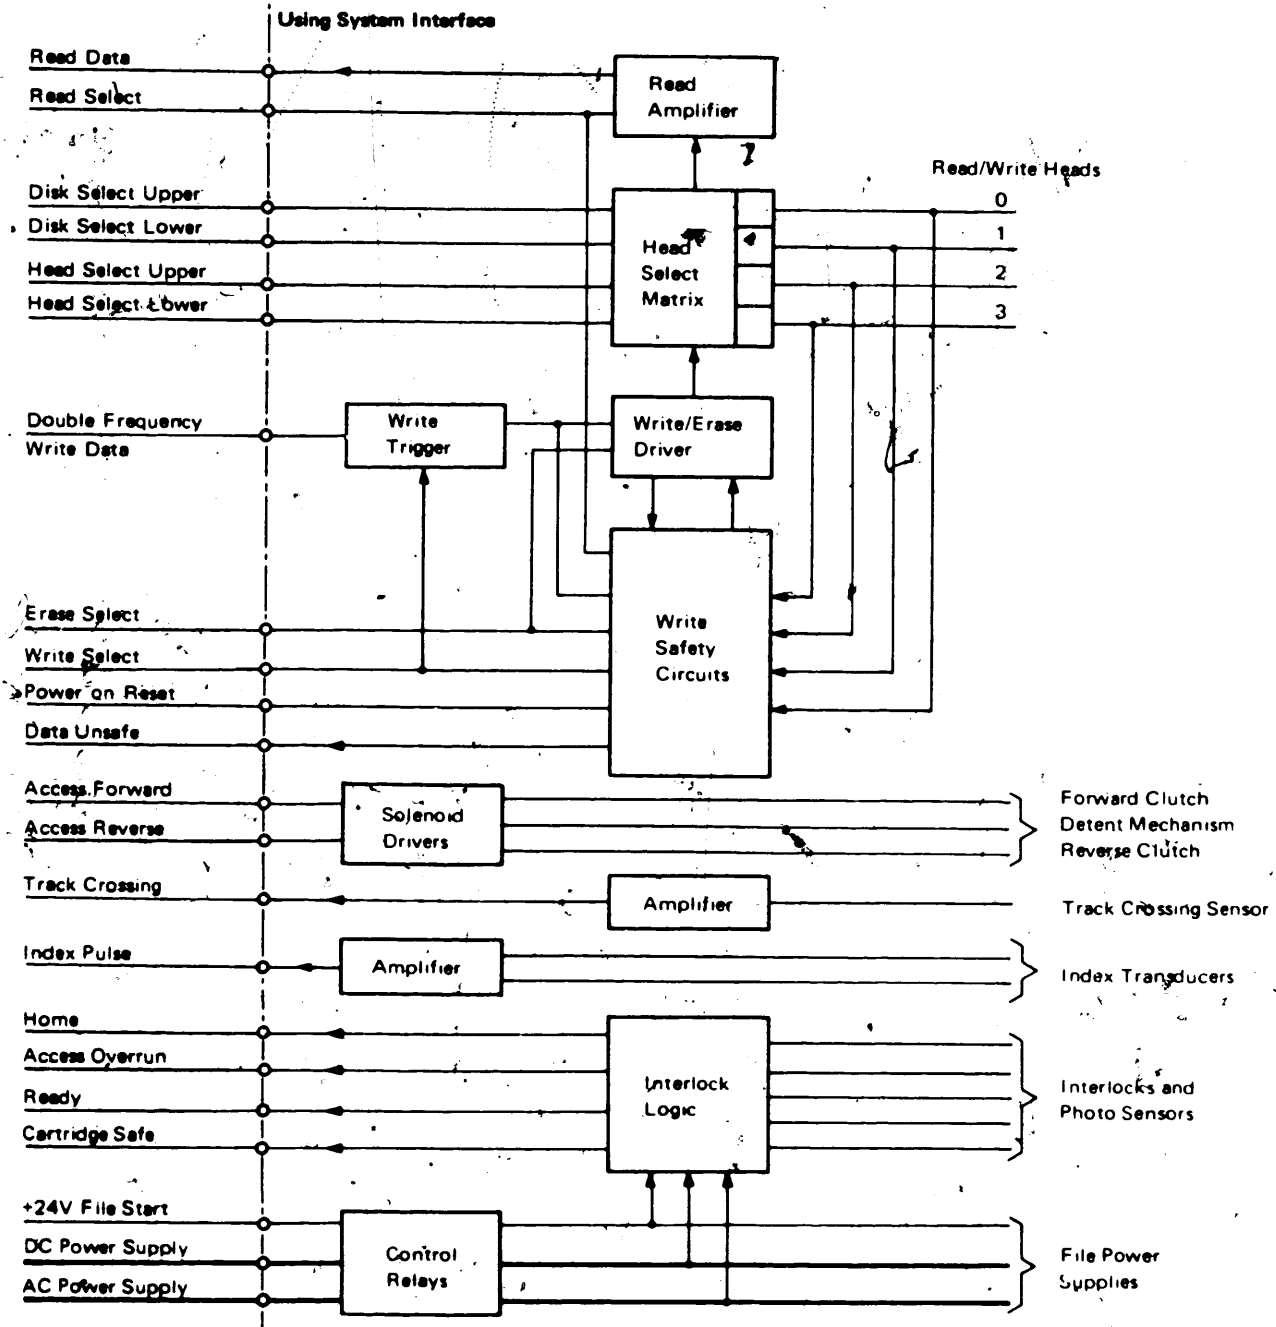 Using System Interface
Read Data
Read Select
Read
Amplifier
Read/Write Heads
Disk Select Upper
Disk Select Lower
Head Select Upper
Head Select Lower
Head
Select
Matrix
0
1
2
3
Double Frequency
Write Data
Write
Trigger
Write/Erase
Driver
Erase Select
Write Select
Power on Reset
Data Unsafe
Write
Safety
Circuits
Access Forward
Access Reverse
Solenoid
Drivers
Forward Clutch
Detent Mechanism
Reverse Clutch
Track Crossing
Amplifier
Track Crossing Sensor
Index Pulse
Amplifier
Index Transducers
Home
Access Overrun
Ready
Cartridge Safe
Interlock
Logic
Interlocks and
Photo Sensors
+24V File Start
DC Power Supply
AC Power Supply
Control
Relays
File Power
Supplies